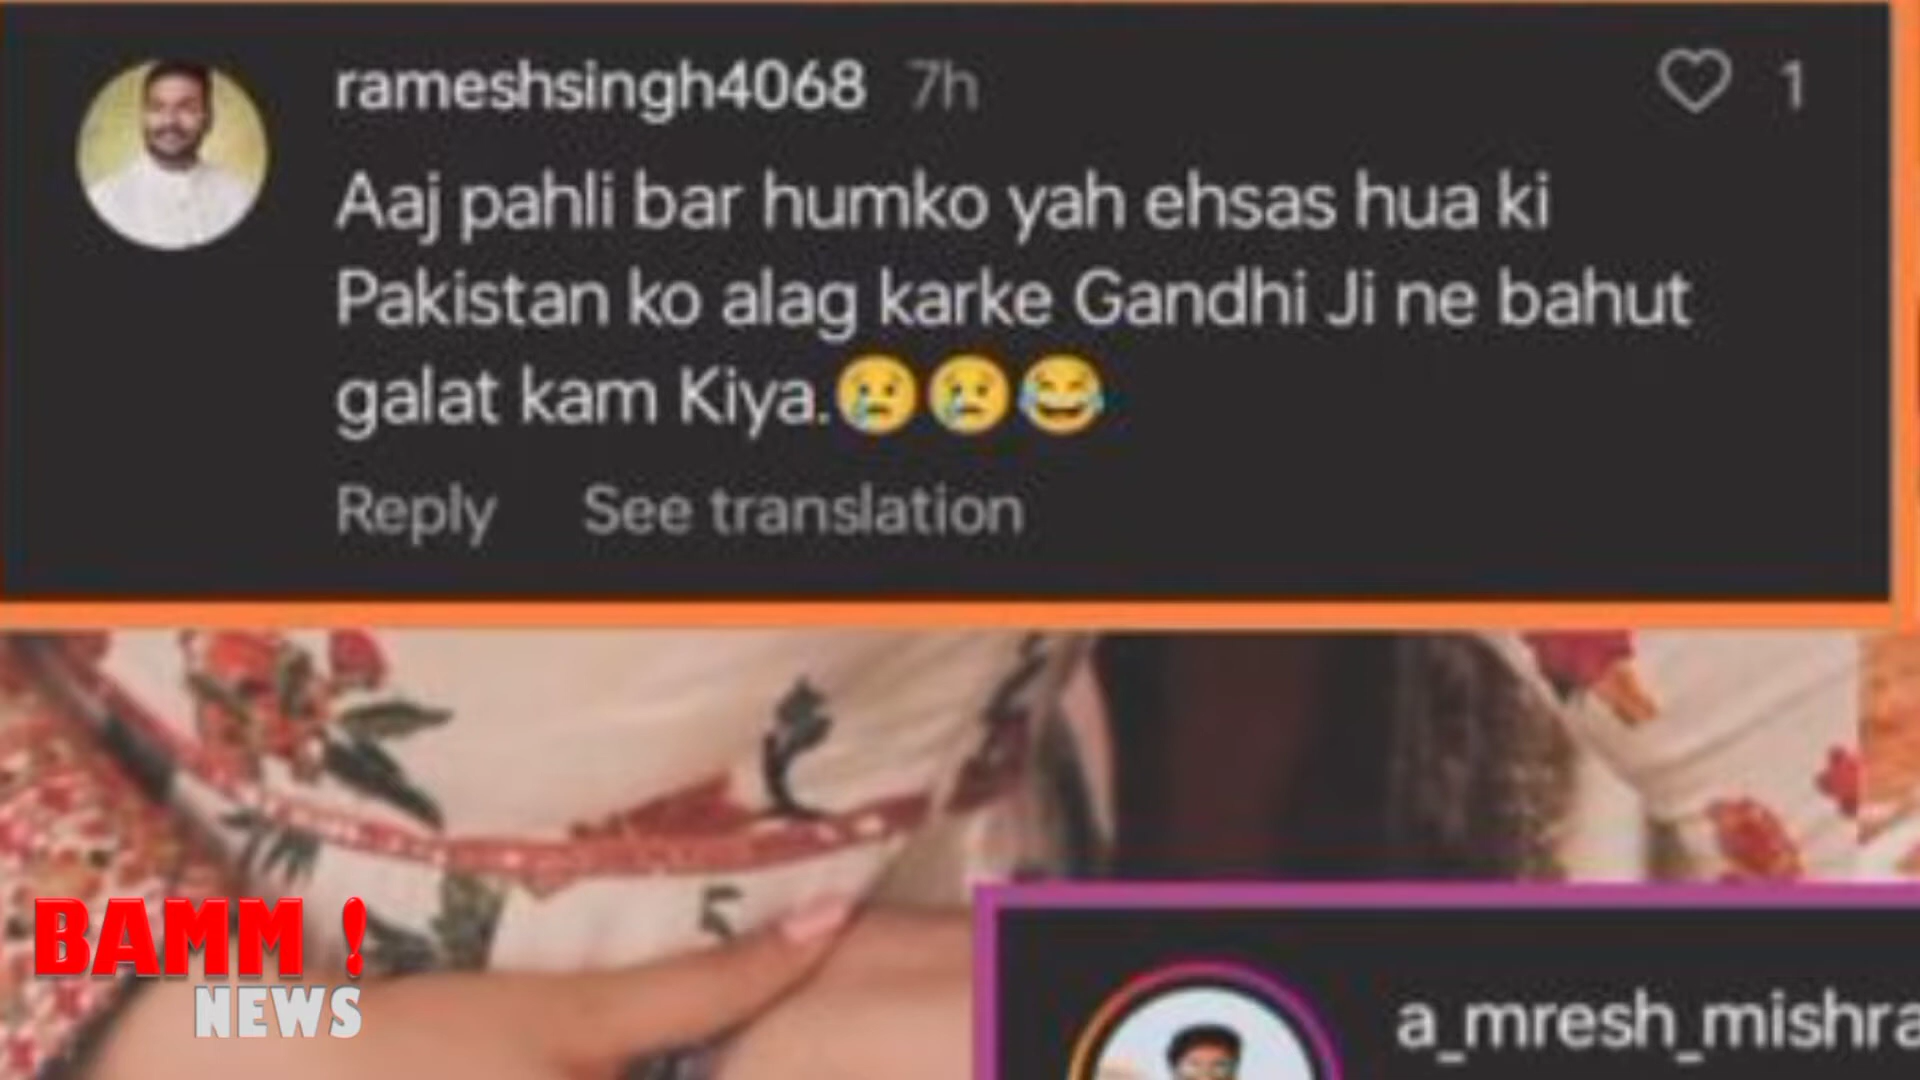 rameshsingh4068 7h 1
Aaj pahli bar humko yah ehsas hua ki
Pakistan ko alag karke Gandhi Ji ne bahut
galat kam Kiya.😢😢😂
Reply See translation
5
BAMM !
NEWS
a_mresh_mishra